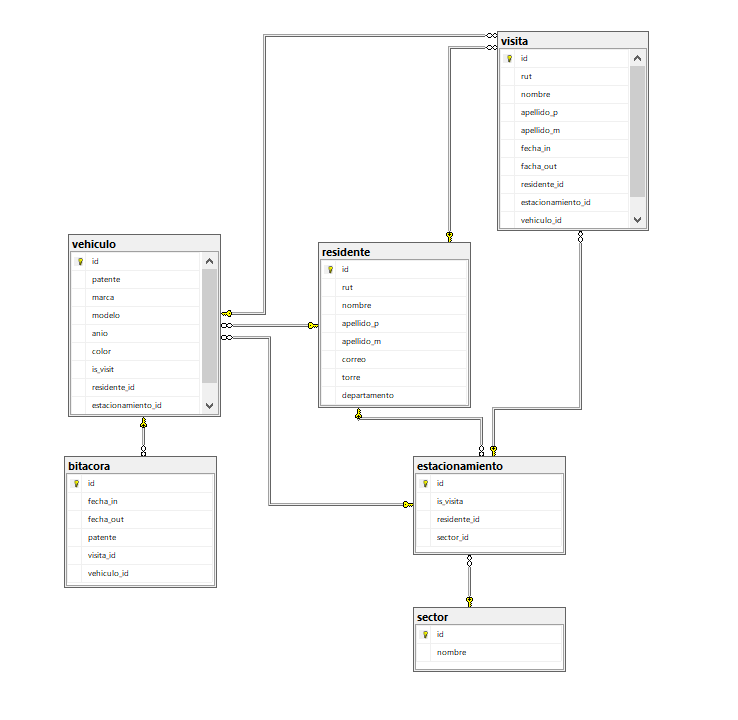 visita
id
rut
nombre
apellido_p
apellido_m
fecha_in
facha_out
residente_id
estacionamiento_id
vehiculo_id
vehiculo
id
patente
marca
modelo
anio
color
is_visit
residente_id
estacionamiento_id
residente
id
rut
nombre
apellido_p
apellido_m
correo
torre
departamento
bitacora
id
fecha_in
fecha_out
patente
visita_id
vehiculo_id
estacionamiento
id
is_visita
residente_id
sector_id
sector
id
nombre